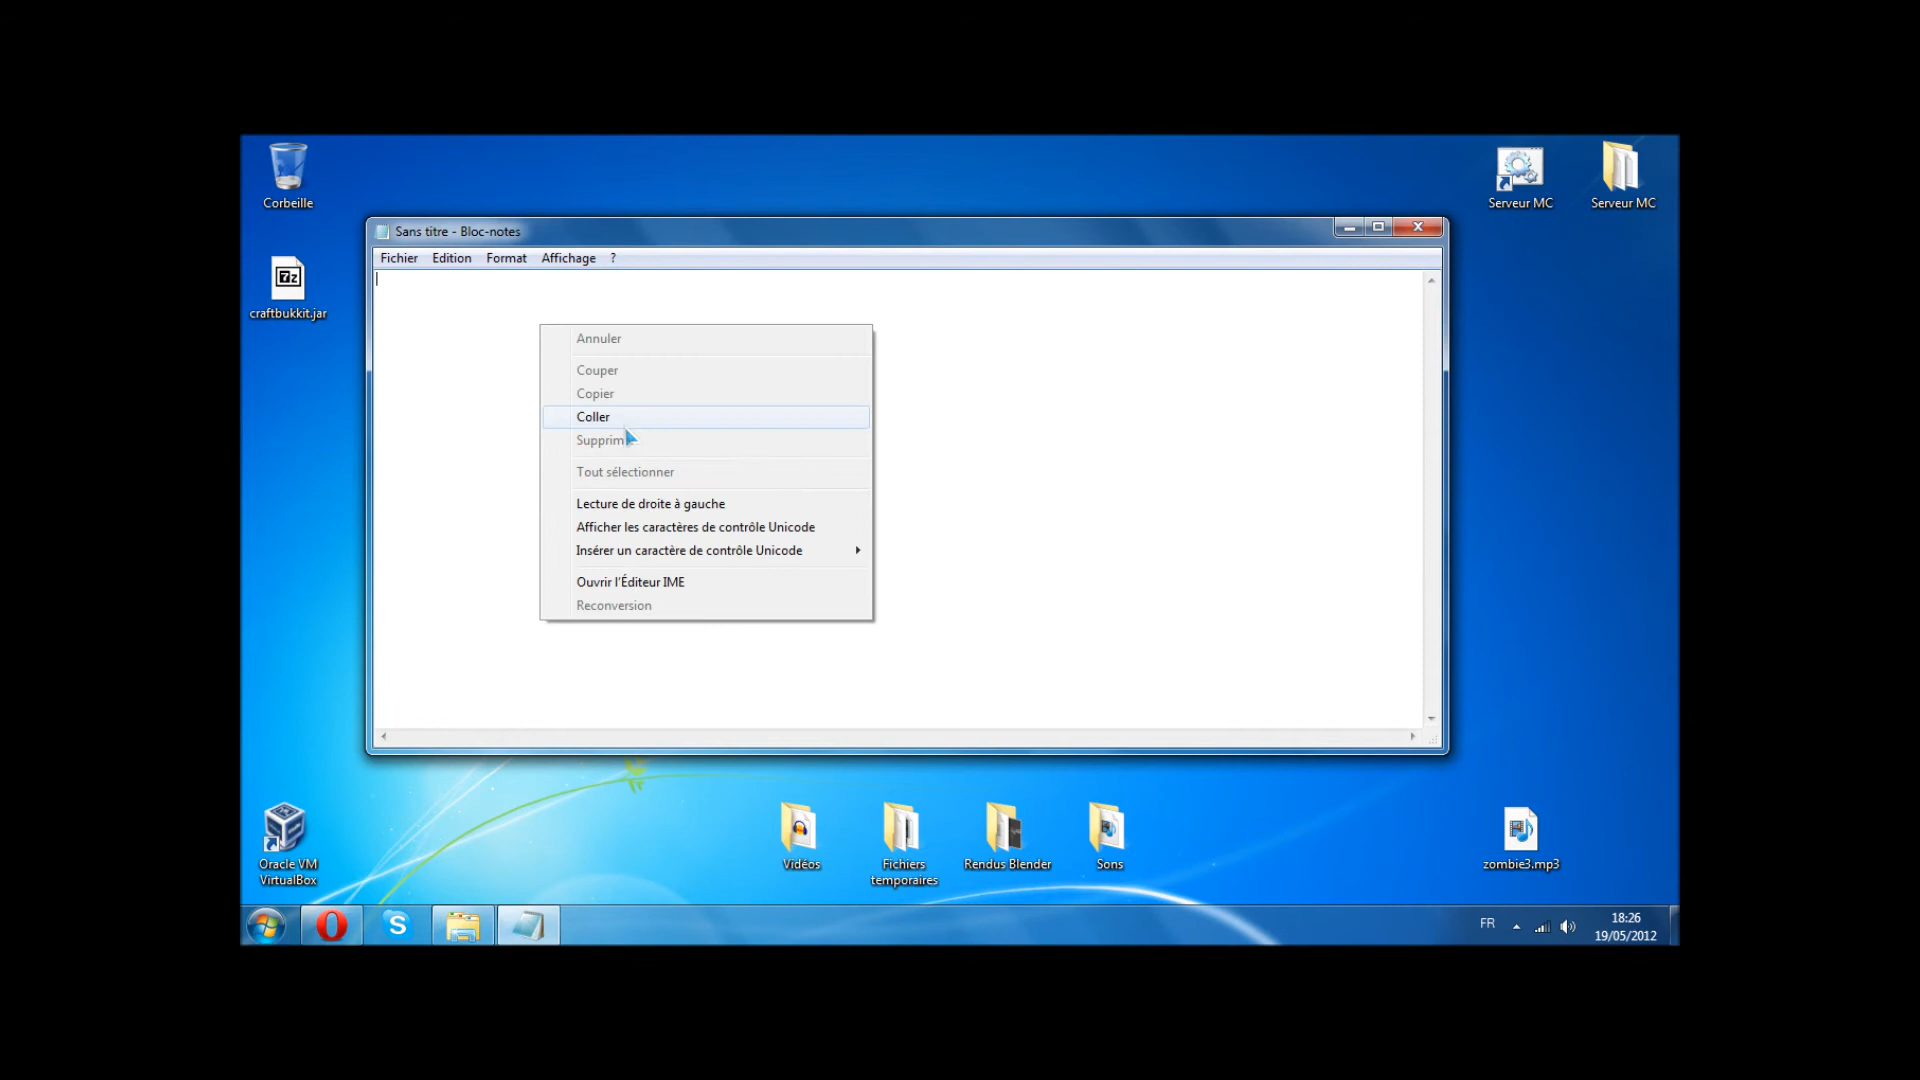 Corbeille
Serveur MC
Serveur MC
Sans titre - Bloc-notes
Fichier Edition Format Affichage ?
7z
craftbukkit.jar
Annuler
Couper
Copier
Coller
Supprim
Tout sélectionner
Lecture de droite à gauche
Afficher les caractères de contrôle Unicode
Insérer un caractère de contrôle Unicode
Ouvrir l'Éditeur IME
Reconversion
Oracle VM
VirtualBox
Vidéos
Fichiers
temporaires
Rendus Blender
Sons
zombie3.mp3
FR
18:26
19/05/2012